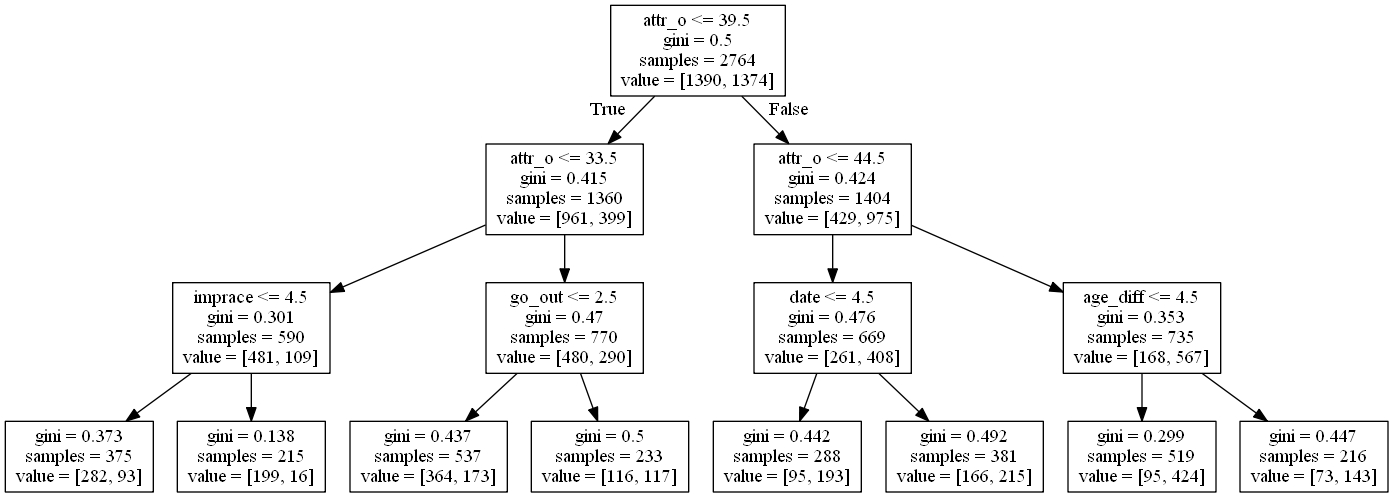 attr_o <= 39.5
gini = 0.5
samples = 2764
value = [1390, 1374]
True
False
attr_o <= 33.5
gini = 0.415
samples = 1360
value = [961, 399]
attr_o <= 44.5
gini = 0.424
samples = 1404
value = [429, 975]
imprace <= 4.5
gini = 0.301
samples = 590
value = [481, 109]
go_out <= 2.5
gini = 0.47
samples = 770
value = [480, 290]
date <= 4.5
gini = 0.476
samples = 669
value = [261, 408]
age_diff <= 4.5
gini = 0.353
samples = 735
value = [168, 567]
gini = 0.373
samples = 375
value = [282, 93]
gini = 0.138
samples = 215
value = [199, 16]
gini = 0.437
samples = 537
value = [364, 173]
gini = 0.5
samples = 233
value = [116, 117]
gini = 0.442
samples = 288
value = [95, 193]
gini = 0.492
samples = 381
value = [166, 215]
gini = 0.299
samples = 519
value = [95, 424]
gini = 0.447
samples = 216
value = [73, 143]